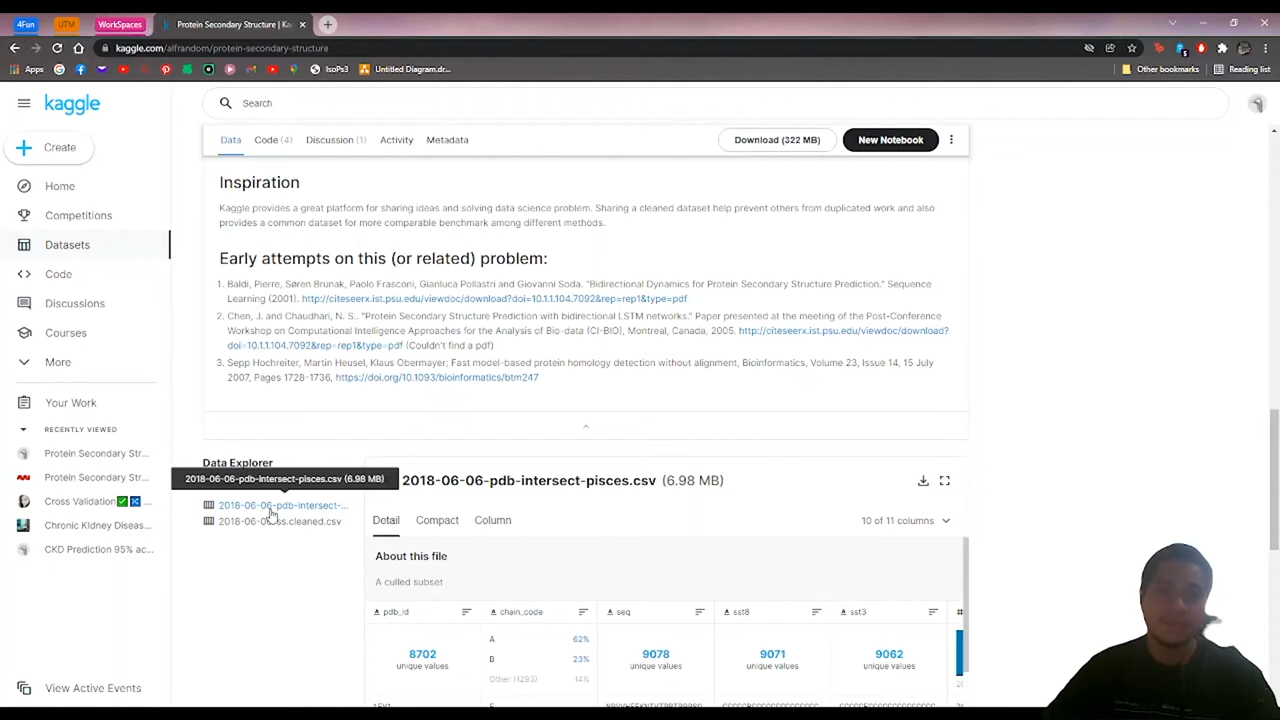 4Fun
UTM
WorkSpaces
Protein Secondary Structure | Ka
kaggle.com/alfrandom/protein-secondary-structure
Apps
IsoPs3
Untitled Diagram.dr...
Other bookmarks
Reading list
kaggle
Search
Create
Home
Competitions
Datasets
Code
Discussions
Courses
More
Your Work
RECENTLY VIEWED
Protein Secondary Str...
Protein Secondary Str...
Cross Validation ...
Chronic KIdney Diseas...
CKD Prediction 95% ac...
View Active Events
Data Code (4) Discussion (1) Activity Metadata
Download (322 MB)
New Notebook
Inspiration
Kaggle provides a great platform for sharing ideas and solving data science problem. Sharing a cleaned dataset help prevent others from duplicated work and also
provides a common dataset for more comparable benchmark among different methods.
Early attempts on this (or related) problem:
1. Baldi, Pierre, Søren Brunak, Paolo Frasconi, Gianluca Pollastri and Giovanni Soda. "Bidirectional Dynamics for Protein Secondary Structure Prediction." Sequence
Learning (2001). http://citeseerx.ist.psu.edu/viewdoc/download?doi=10.1.1.104.7092&rep=rep1&type=pdf
2. Chen, J. and Chaudhari, N. S.. "Protein Secondary Structure Prediction with bidirectional LSTM networks." Paper presented at the meeting of the Post-Conference
Workshop on Computational Intelligence Approaches for the Analysis of Bio-data (CI-BIO), Montreal, Canada, 2005. http://citeseerx.ist.psu.edu/viewdoc/download?
doi=10.1.1.104.7092&rep=rep1&type=pdf (Couldn't find a pdf)
3. Sepp Hochreiter, Martin Heusel, Klaus Obermayer; Fast model-based protein homology detection without alignment, Bioinformatics, Volume 23, Issue 14, 15 July
2007, Pages 1728–1736, https://doi.org/10.1093/bioinformatics/btm247
Data Explorer
2018-06-06-pdb-intersect-pisces.csv (6.98 MB)
2018-06-06-pdb-intersect-...
2018-06-0 ss.cleaned.csv
2018-06-06-pdb-intersect-pisces.csv (6.98 MB)
Detail Compact Column
10 of 11 columns
About this file
A culled subset
pdb_id chain_code seq sst8 sst3
8702
unique values
A 62%
B 23%
Other (1293) 14%
9078
unique values
9071
unique values
9062
unique values